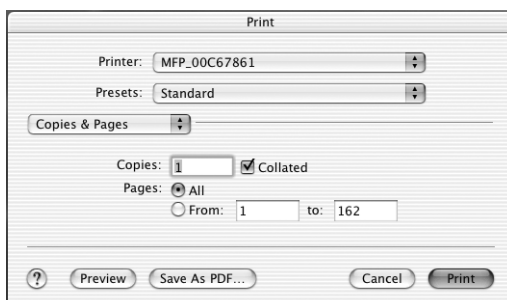 Print
Printer: MFP_00C67861
Presets: Standard
Copies & Pages
Copies: 1 Collated
Pages: All
From: 1 to: 162
? Preview Save As PDF... Cancel Print